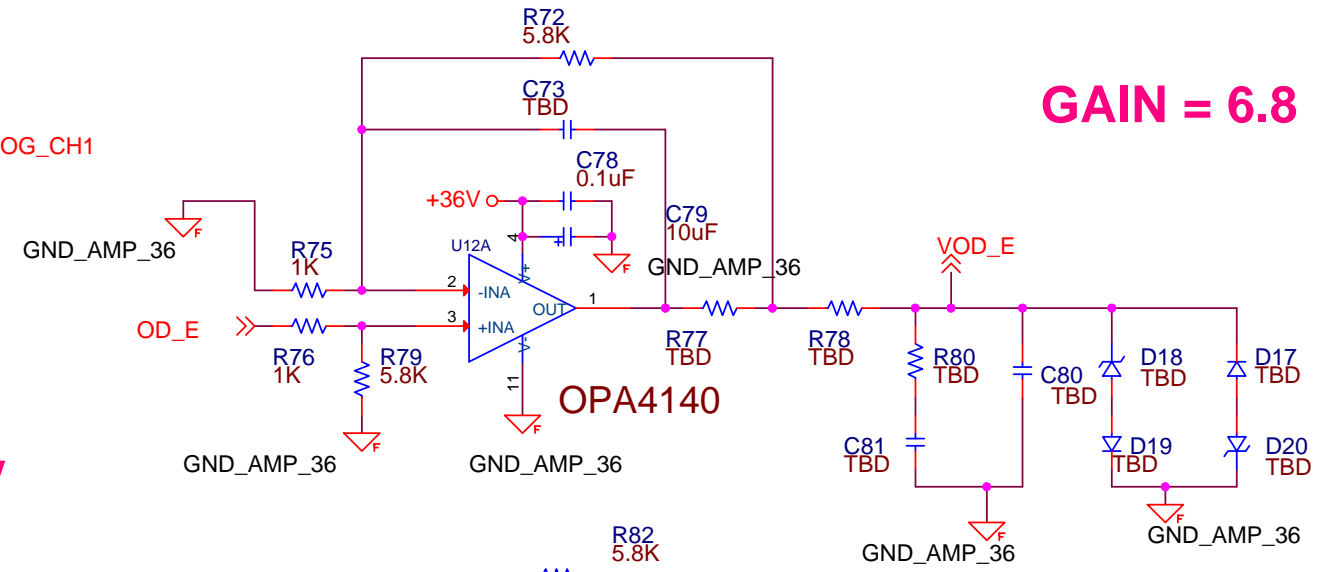 R72
5.8K
GAIN = 6.8
C73
TBD
OG_CH1
C78
0.1uF
+36V
C79
10uF
4
U12A
V+
GND_AMP_36
GND_AMP_36
VOD_E
R75
1K
2
-INA
OUT
1
OD_E
3
+INA
R76
1K
R79
5.8K
V-
11
R77
TBD
R78
TBD
R80
TBD
C80
TBD
D18
TBD
D17
TBD
OPA4140
C81
TBD
D19
TBD
D20
TBD
GND_AMP_36
GND_AMP_36
GND_AMP_36
GND_AMP_36
R82
5.8K
F
F
F
F
F
F